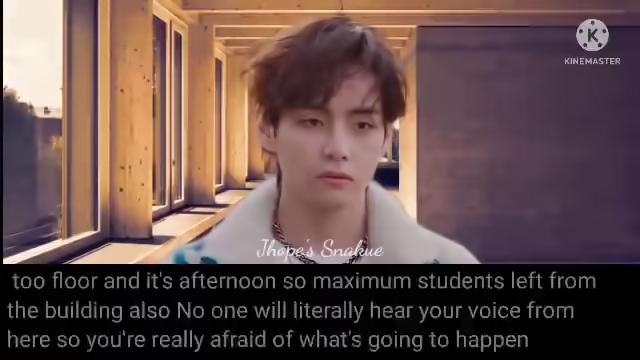 KINEMASTER
Jhope's Snakue
too floor and it's afternoon so maximum students left from
the building also No one will literally hear your voice from
here so you're really afraid of what's going to happen